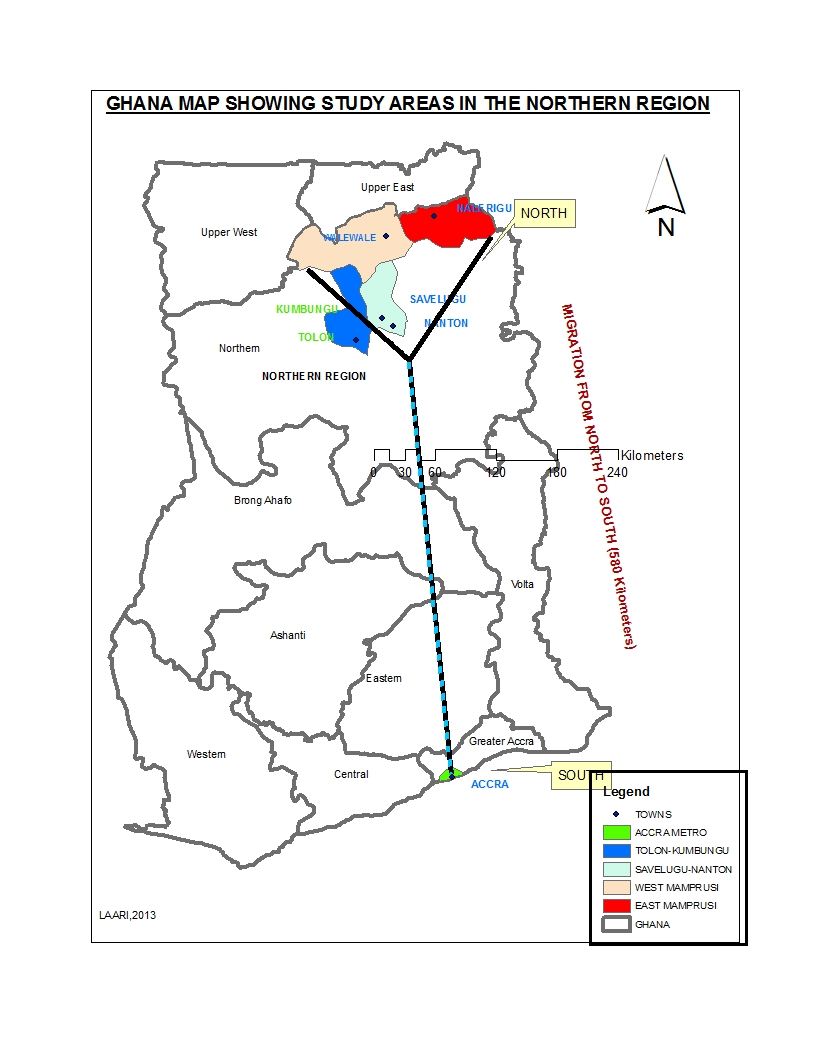 GHANA MAP SHOWING STUDY AREAS IN THE NORTHERN REGION
Upper East
NALERIGU
NORTH
N
Upper West
WALEWALE
SAVELUGU
KUMBUNGU
NANTON
TOLON
Northern
NORTHERN REGION
MIGRATION FROM NORTH TO SOUTH (580 Kilometers)
Kilometers
0 30 60 120 180 240
Brong Ahafo
Volta
Ashanti
Eastern
Greater Accra
Western
Central
SOUTH
ACCRA
Legend
TOWNS
ACCRA METRO
TOLON-KUMBUNGU
SAVELUGU-NANTON
WEST MAMPRUSI
EAST MAMPRUSI
GHANA
LAARI,2013